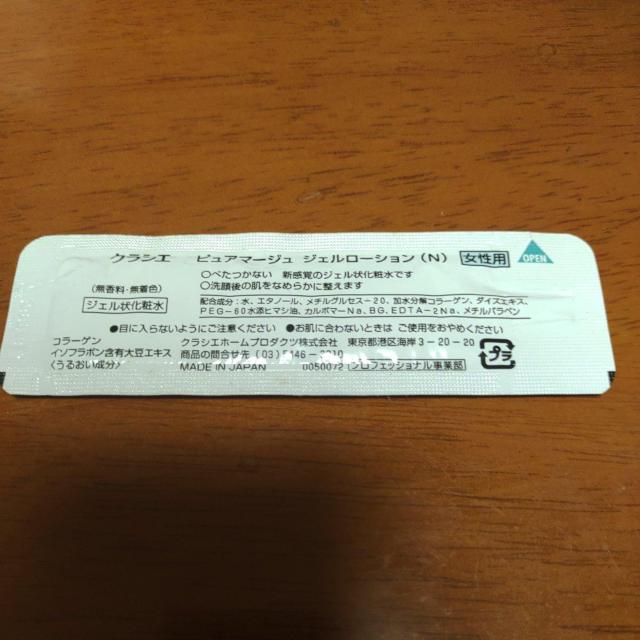 クラシエ ピュアマージュ ジェルローション（N） 女性用 OPEN
（無香料・無着色）
ジェル状化粧水
○べたつかない 新感覚のジェル状化粧水です
○洗顔後の肌をなめらかに整えます
配合成分：水、エタノール、メチルグルセス－20、加水分解コラーゲン、ダイズエキス、
PEG－60水添ヒマシ油、カルボマーNa、BG、EDTA－2Na、メチルパラベン
●目に入らないようにご注意ください ●お肌に合わないときは ご使用をおやめください
コラーゲン
イソフラボン含有大豆エキス
〈うるおい成分〉
クラシエホームプロダクツ株式会社 東京都港区海岸3－20－20
商品の問合せ先（03）5446－3210
MADE IN JAPAN 0050072 プロフェッショナル事業部
プラ